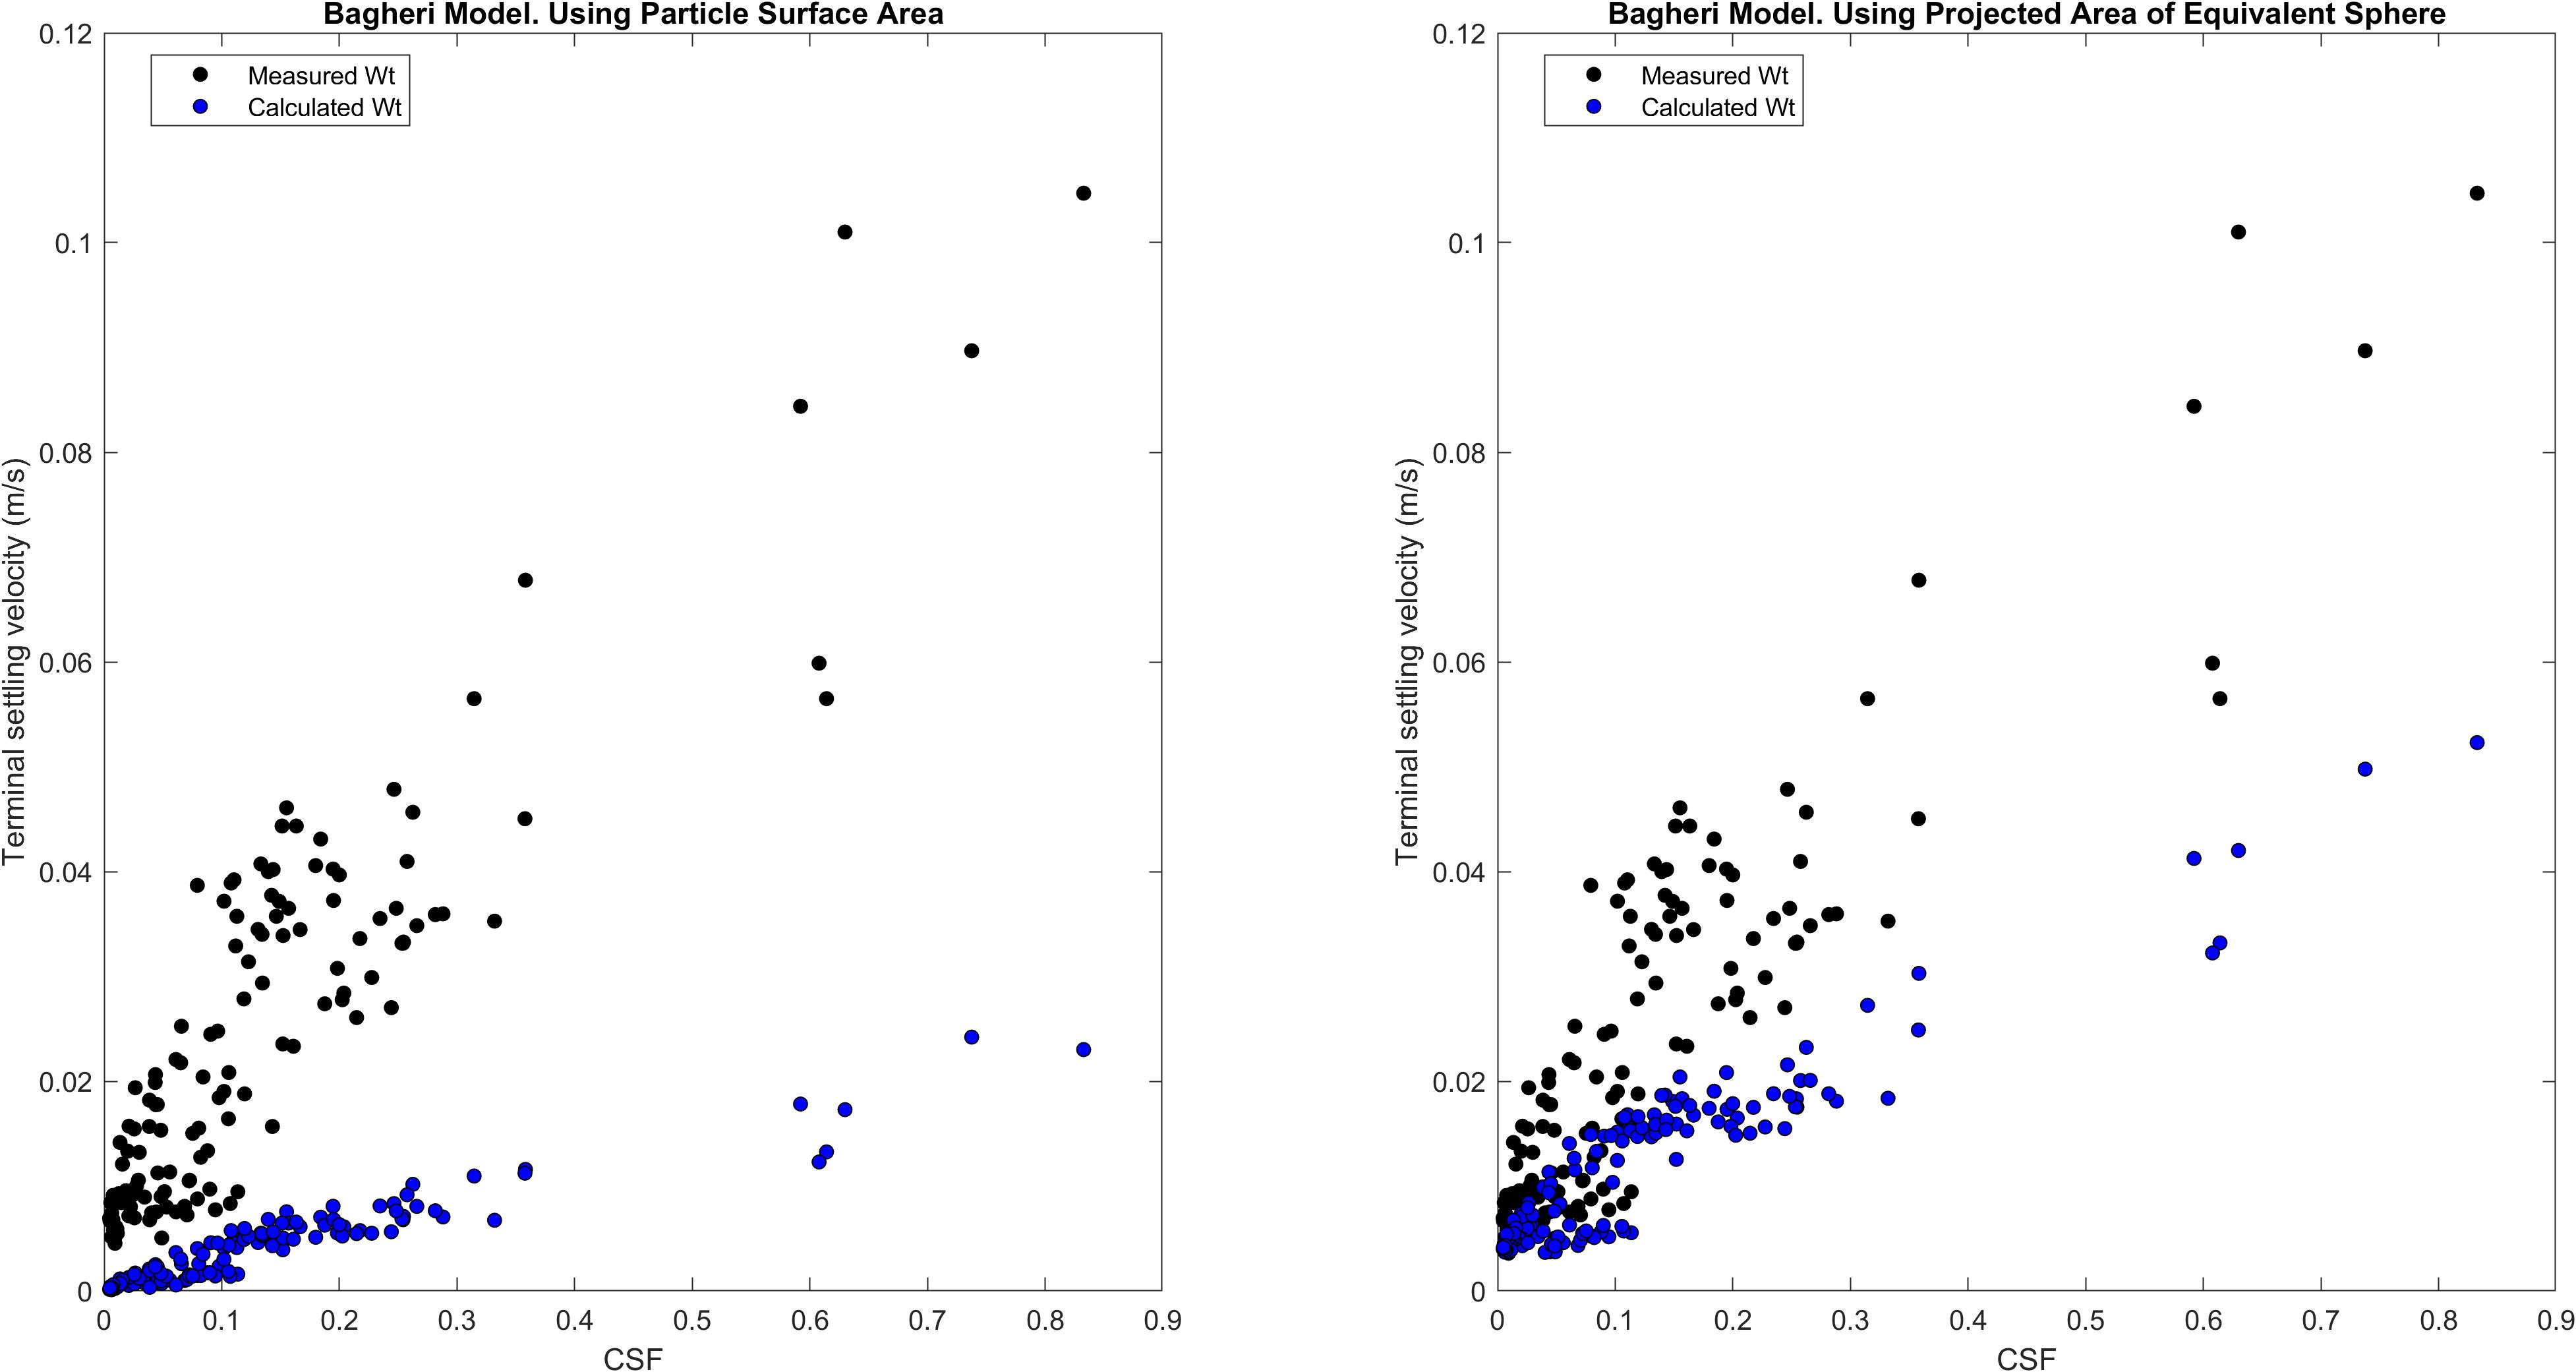 Bagheri Model. Using Particle Surface Area
Measured Wt
Calculated Wt
Terminal settling velocity (m/s)
0.12
0.1
0.08
0.06
0.04
0.02
0
0 0.1 0.2 0.3 0.4 0.5 0.6 0.7 0.8 0.9
CSF
Bagheri Model. Using Projected Area of Equivalent Sphere
Measured Wt
Calculated Wt
Terminal settling velocity (m/s)
0.12
0.1
0.08
0.06
0.04
0.02
0
0 0.1 0.2 0.3 0.4 0.5 0.6 0.7 0.8 0.9
CSF